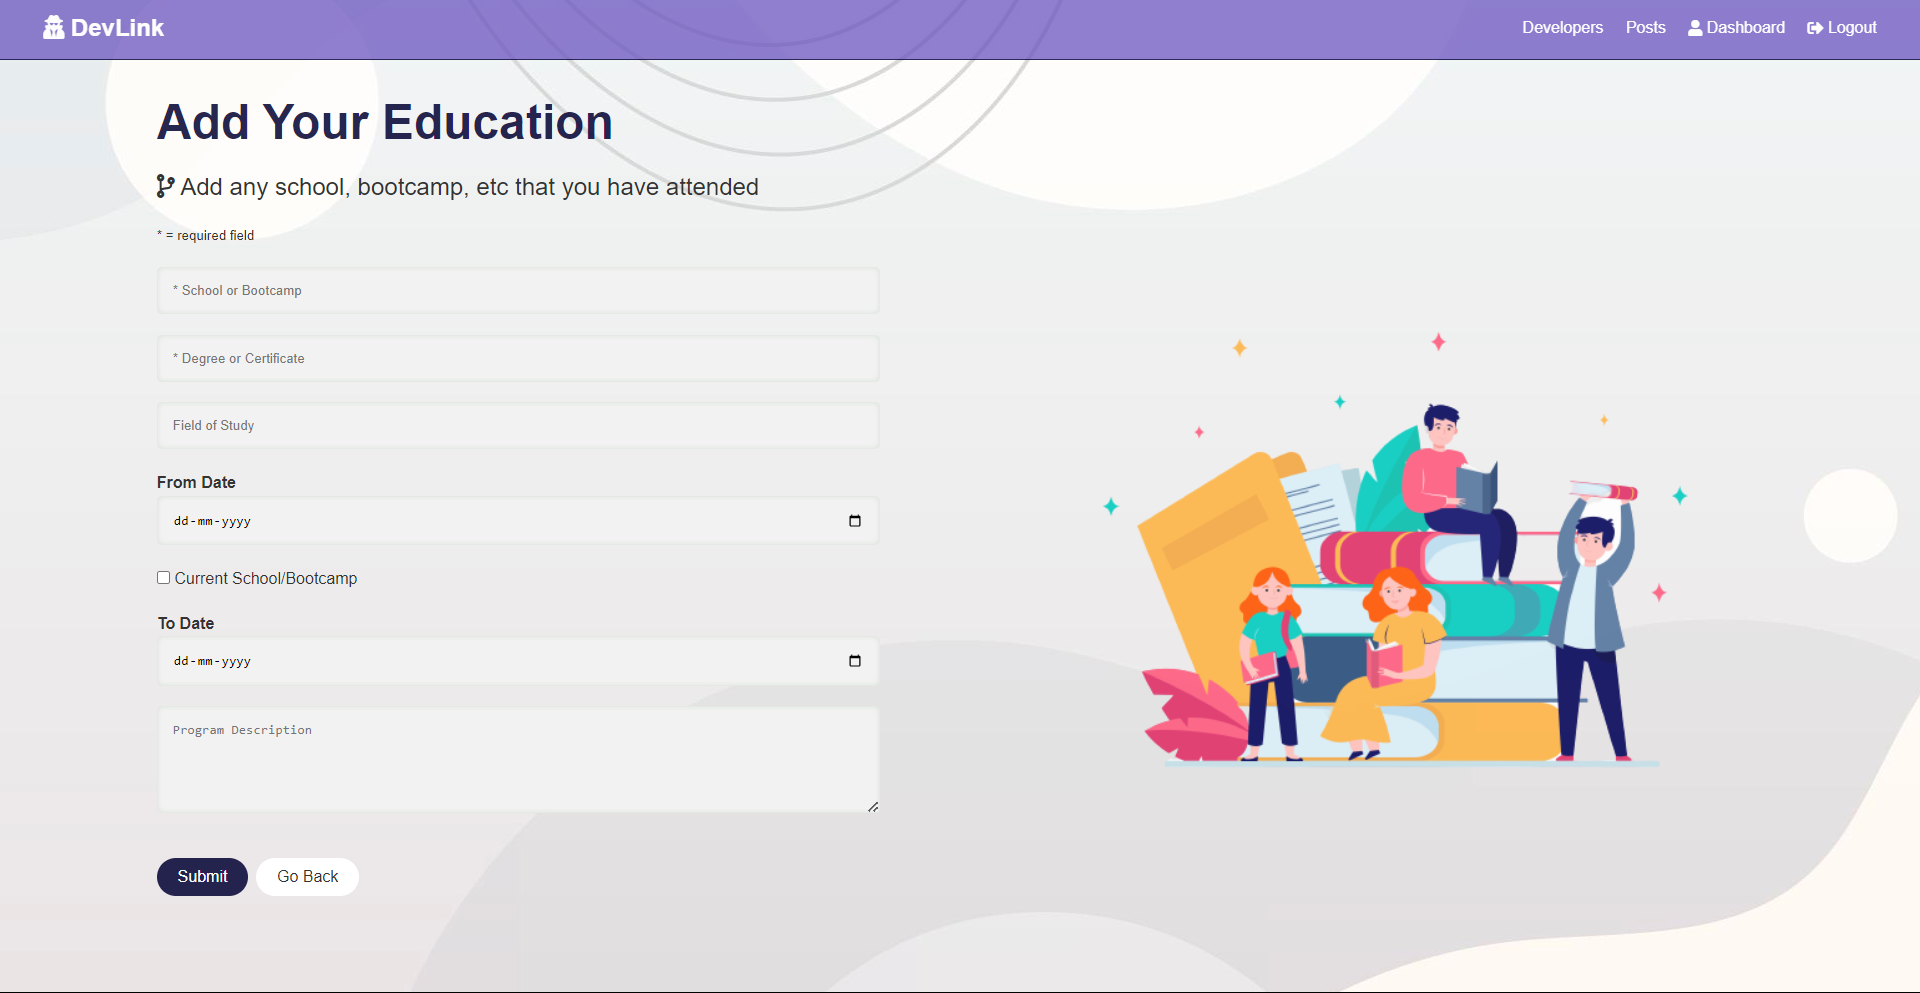 DevLink
Developers Posts Dashboard Logout
Add Your Education
Add any school, bootcamp, etc that you have attended
* = required field
* School or Bootcamp
* Degree or Certificate
Field of Study
From Date
dd-mm-yyyy
Current School/Bootcamp
To Date
dd-mm-yyyy
Program Description
Submit Go Back